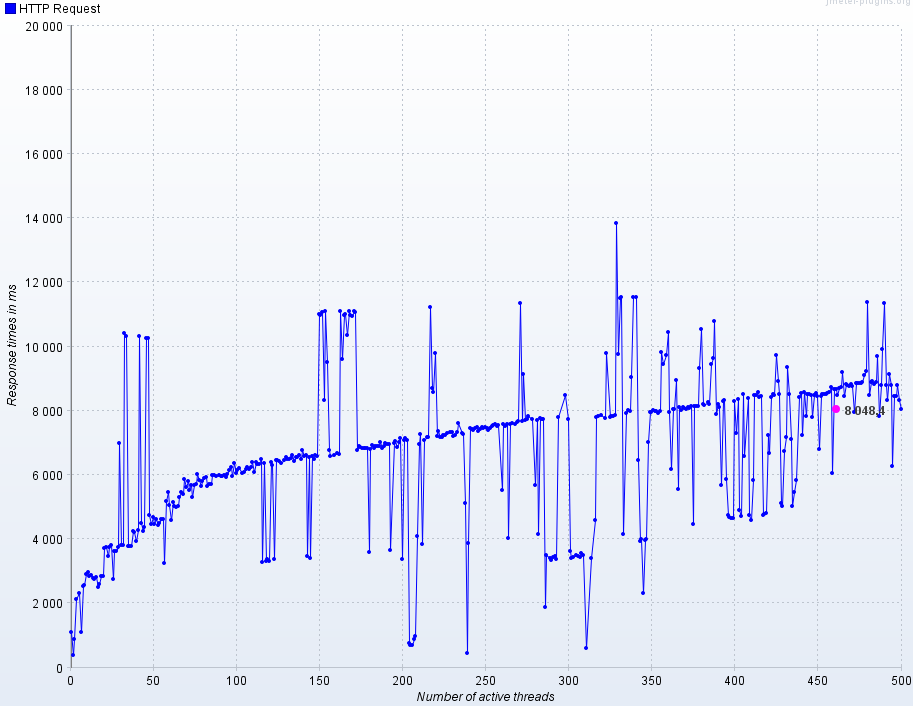 jmeter-plugins.org
HTTP Request
20 000
18 000
16 000
14 000
12 000
10 000
8 000
6 000
4 000
2 000
0
Response times in ms
8 048,4
0 50 100 150 200 250 300 350 400 450 500
Number of active threads